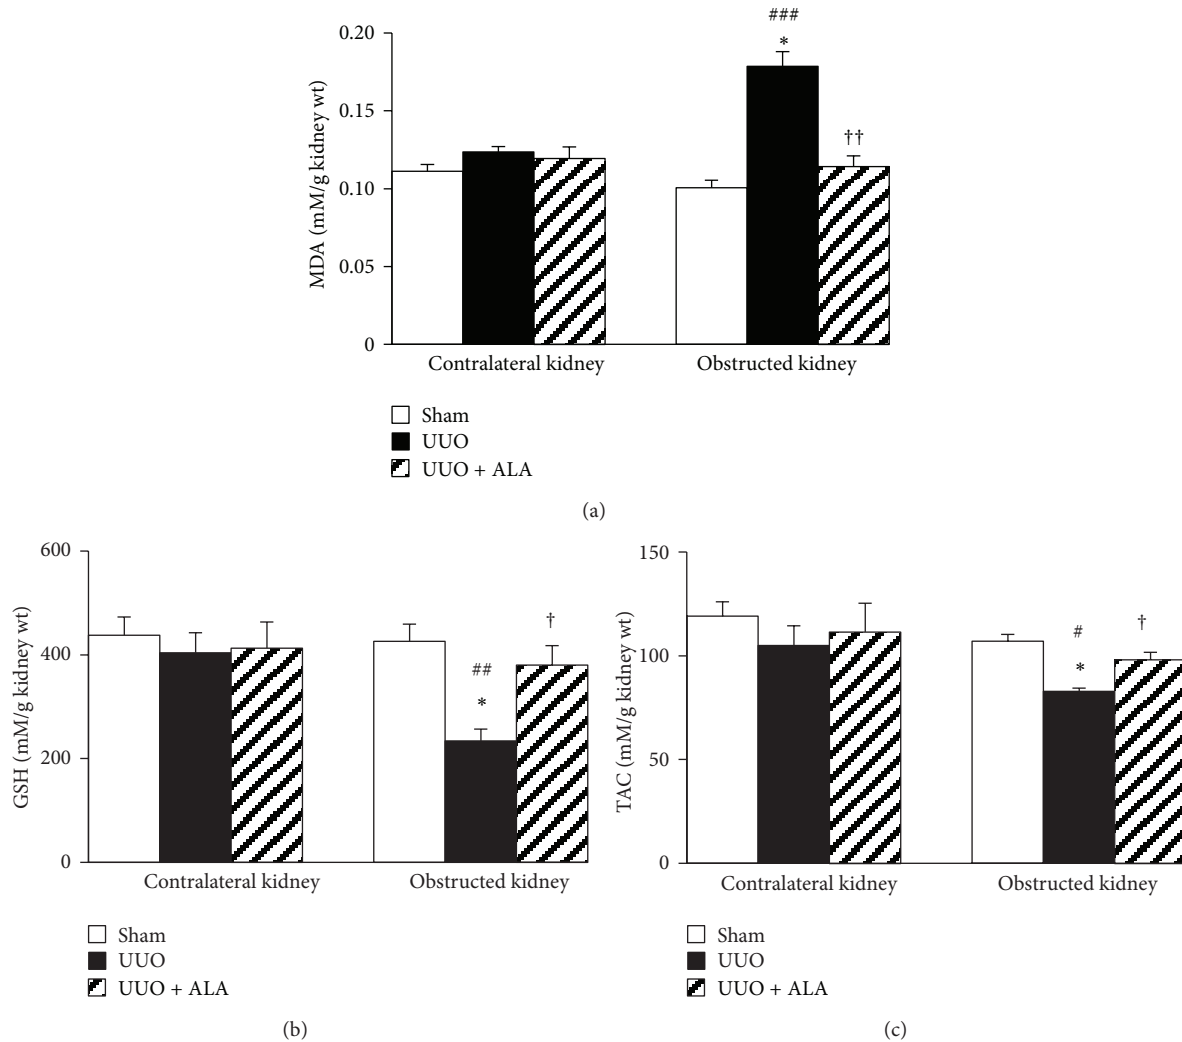 ###
*
††
0.20
0.15
0.10
0.05
0
MDA (mM/g kidney wt)
Contralateral kidney
Obstructed kidney
Sham
UUO
UUO + ALA
(a)
600
400
200
0
GSH (mM/g kidney wt)
##
*
†
Contralateral kidney
Obstructed kidney
Sham
UUO
UUO + ALA
(b)
150
100
50
0
TAC (mM/g kidney wt)
#
*
†
Contralateral kidney
Obstructed kidney
Sham
UUO
UUO + ALA
(c)